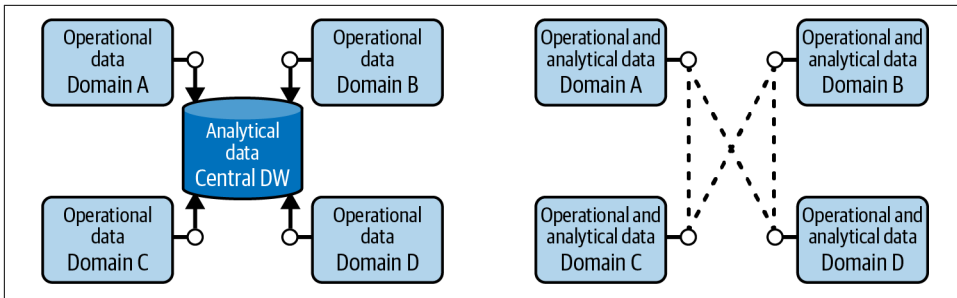 Operational
data
Domain A
Operational
data
Domain B
Analytical
data
Central DW
Operational
data
Domain C
Operational
data
Domain D
Operational and
analytical data
Domain A
Operational and
analytical data
Domain B
Operational and
analytical data
Domain C
Operational and
analytical data
Domain D